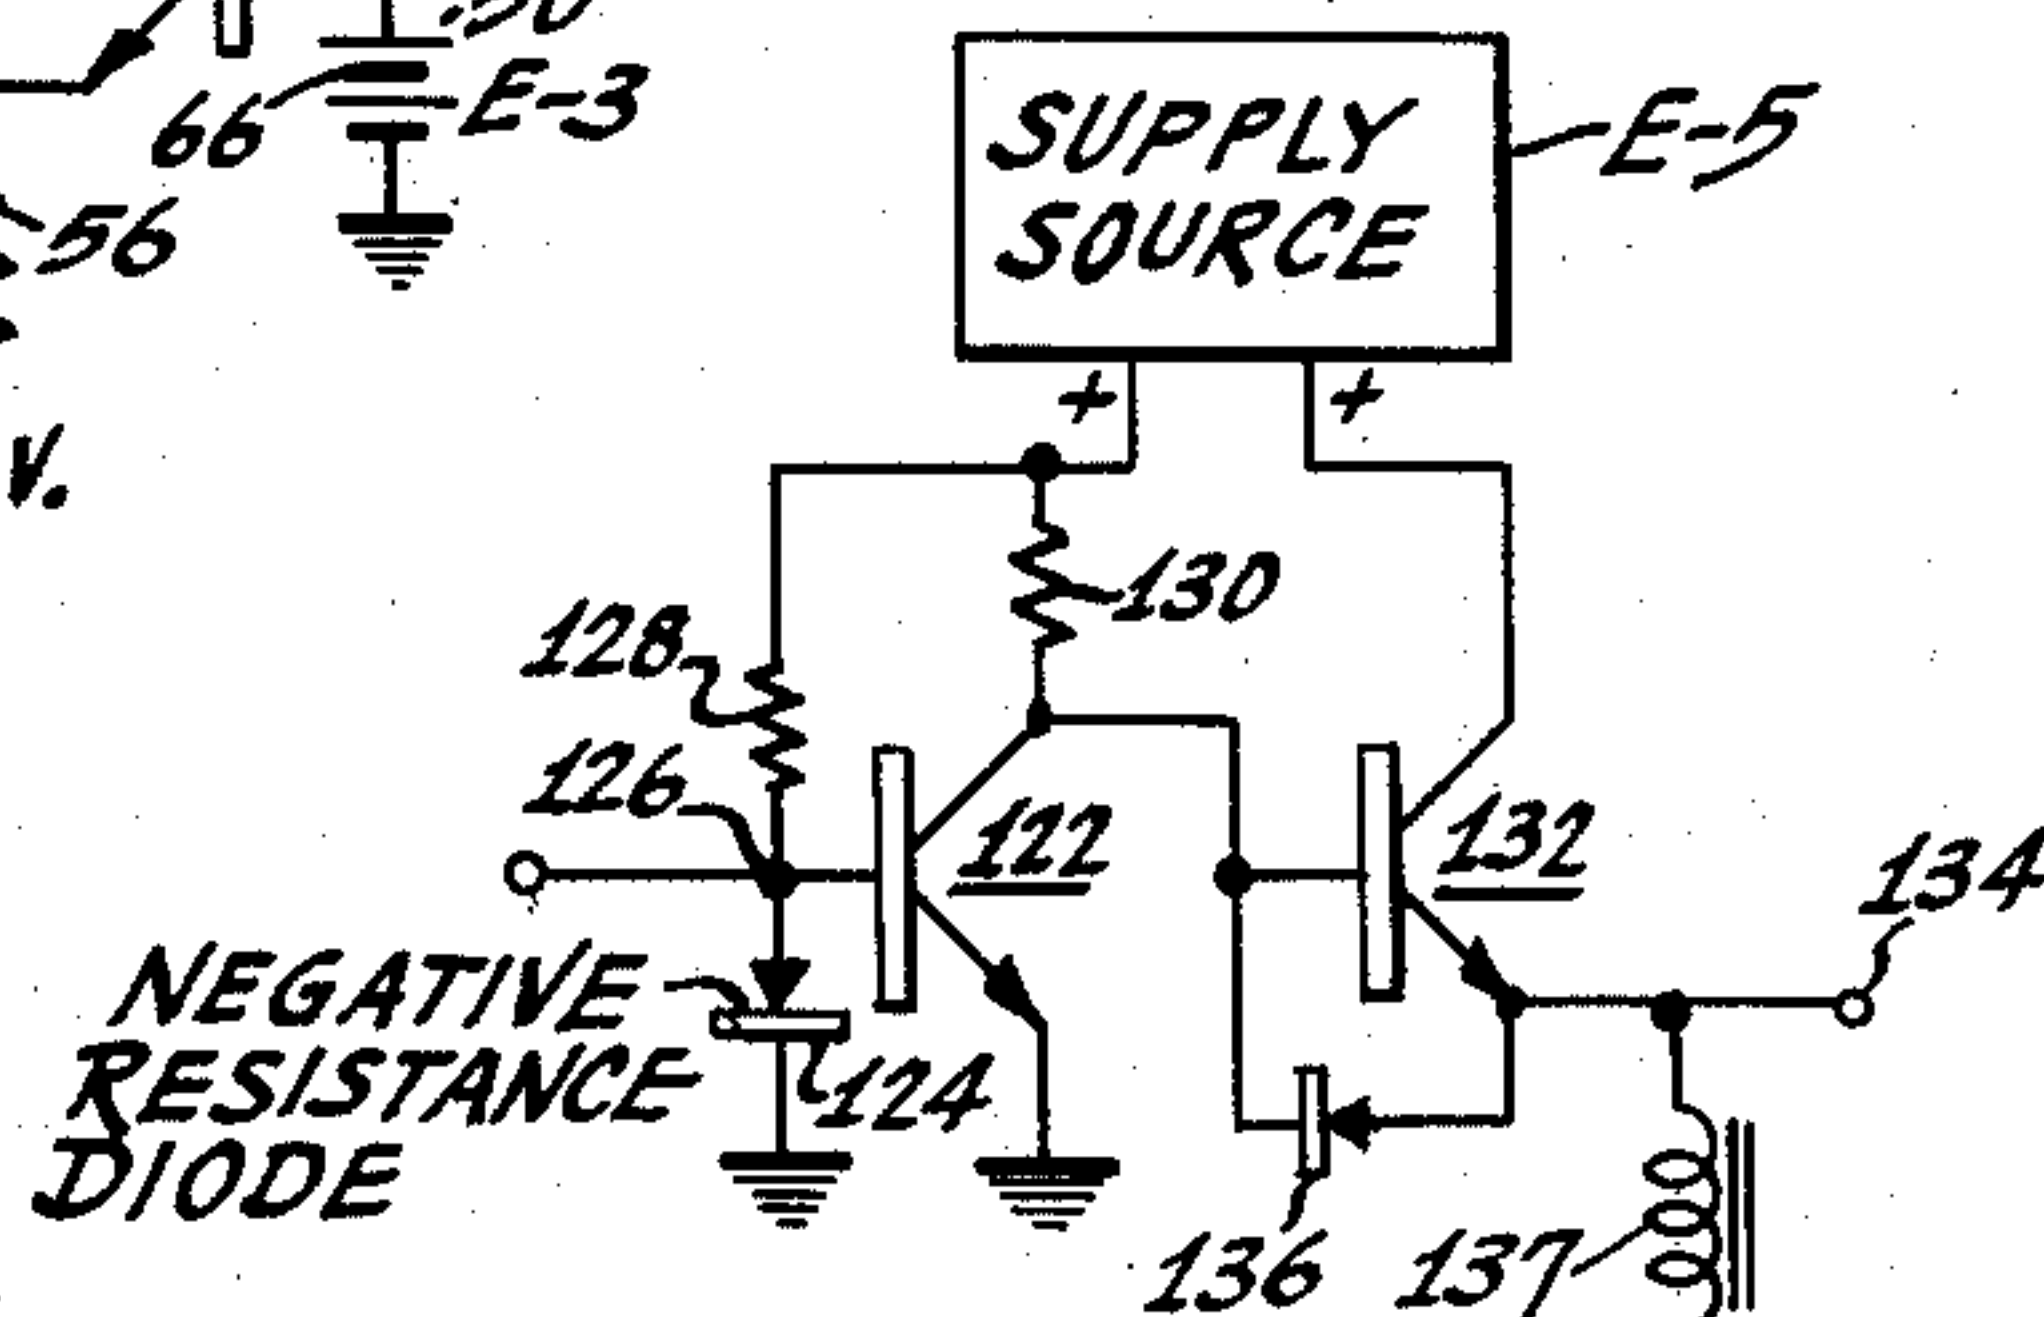 E-3
66
56
V.
SUPPLY
SOURCE
E-5
+
+
130
128
126
122
132
134
NEGATIVE
RESISTANCE
DIODE
124
136
137